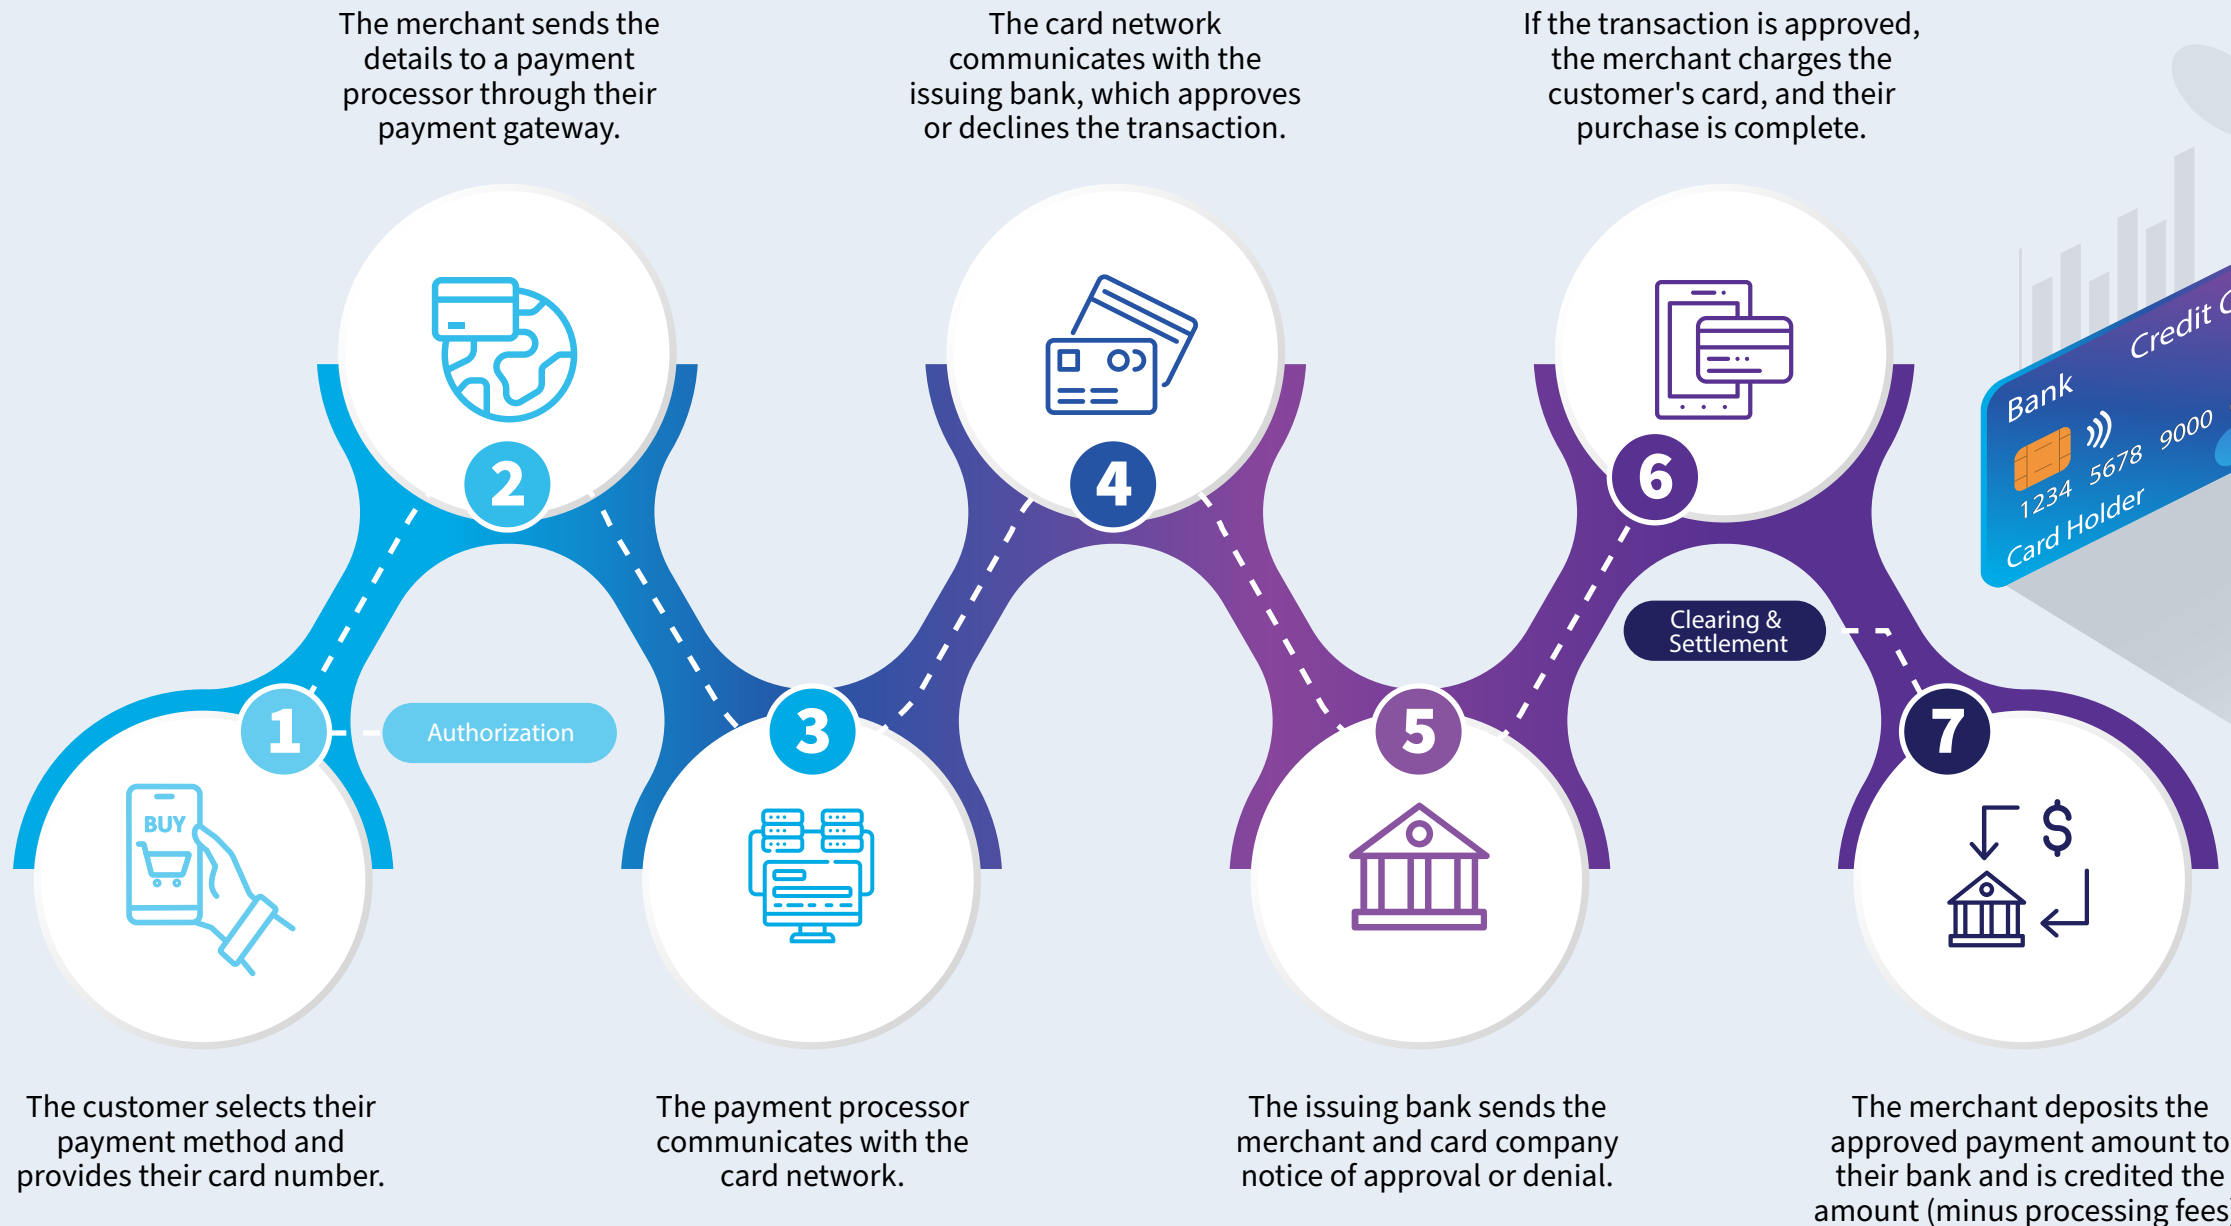 The merchant sends the
details to a payment
processor through their
payment gateway.
The card network
communicates with the
issuing bank, which approves
or declines the transaction.
If the transaction is approved,
the merchant charges the
customer's card, and their
purchase is complete.
2
4
6
Credit
Bank
1234 5678 9000
Card Holder
Clearing &
Settlement
1
Authorization
3
5
7
BUY
$
The customer selects their
payment method and
provides their card number.
The payment processor
communicates with the
card network.
The issuing bank sends the
merchant and card company
notice of approval or denial.
The merchant deposits the
approved payment amount to
their bank and is credited the
amount (minus processing fees)